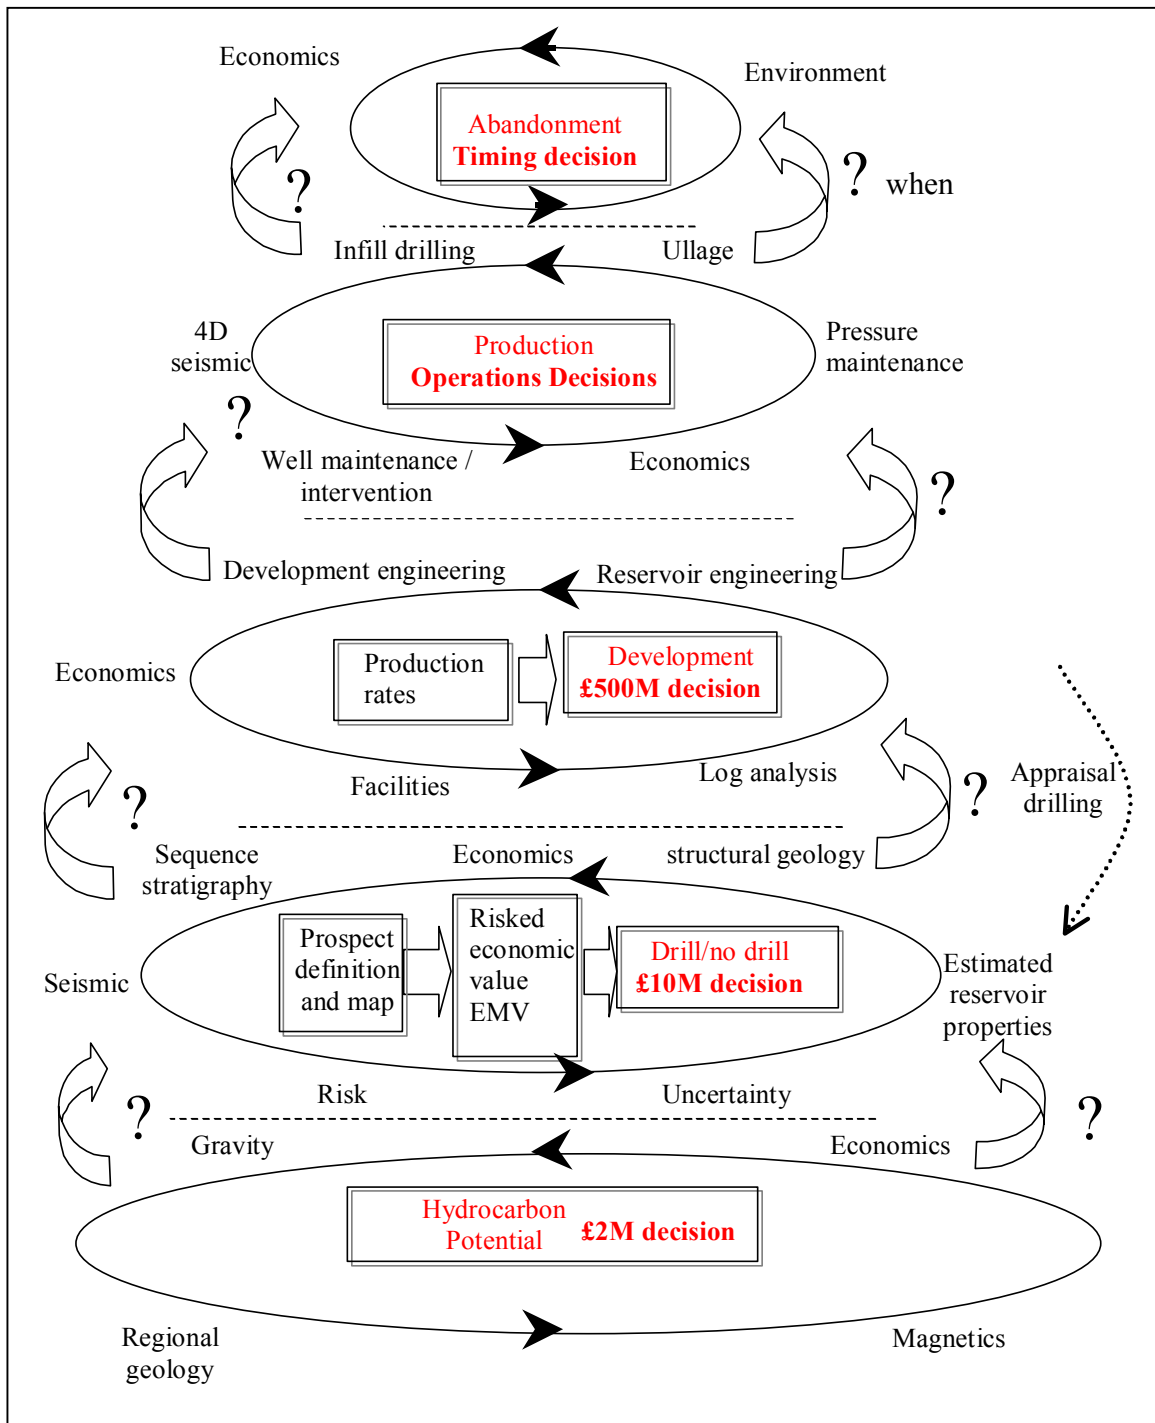 Economics
Environment
Abandonment
Timing decision
?
? when
Infill drilling
Ullage
4D
seismic
Production
Operations Decisions
Pressure
maintenance
?
Well maintenance /
intervention
Economics
?
Development engineering
Reservoir engineering
Economics
Production
rates
Development
£500M decision
Facilities
Log analysis
?
?
Appraisal
drilling
Sequence
stratigraphy
Economics
structural geology
Seismic
Prospect
definition
and map
Risked
economic
value
EMV
Drill/no drill
£10M decision
Estimated
reservoir
properties
Risk
Uncertainty
?
?
Gravity
Economics
Hydrocarbon
Potential
£2M decision
Regional
geology
Magnetics